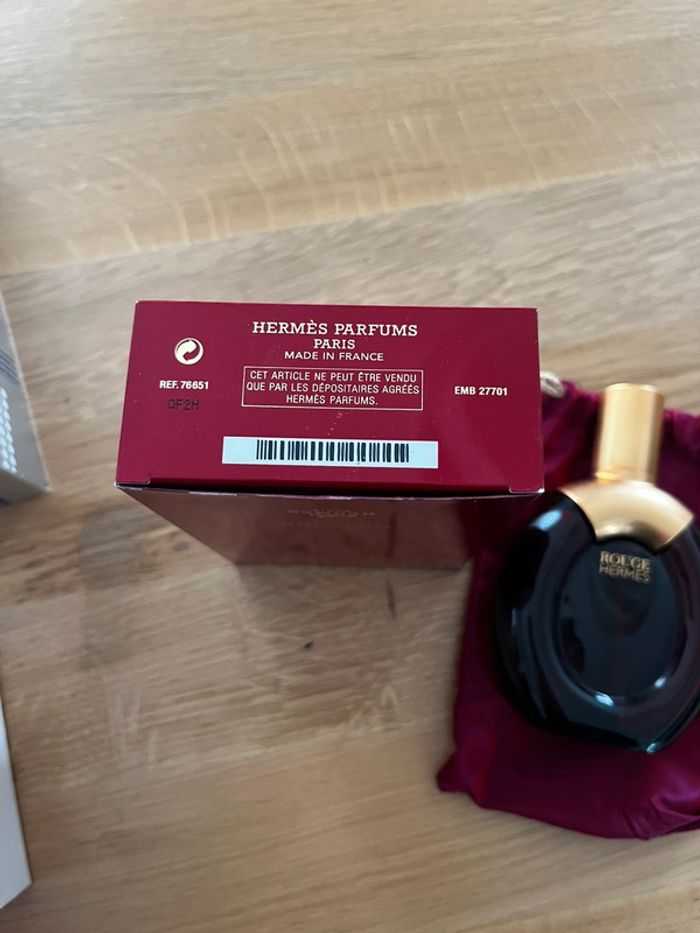 HERMÈS PARFUMS
PARIS
MADE IN FRANCE
REF.76651
0F2H
CET ARTICLE NE PEUT ÊTRE VENDU
QUE PAR LES DÉPOSITAIRES AGRÉÉS
HERMÈS PARFUMS.
EMB 27701
ROUGE
HERMÈS